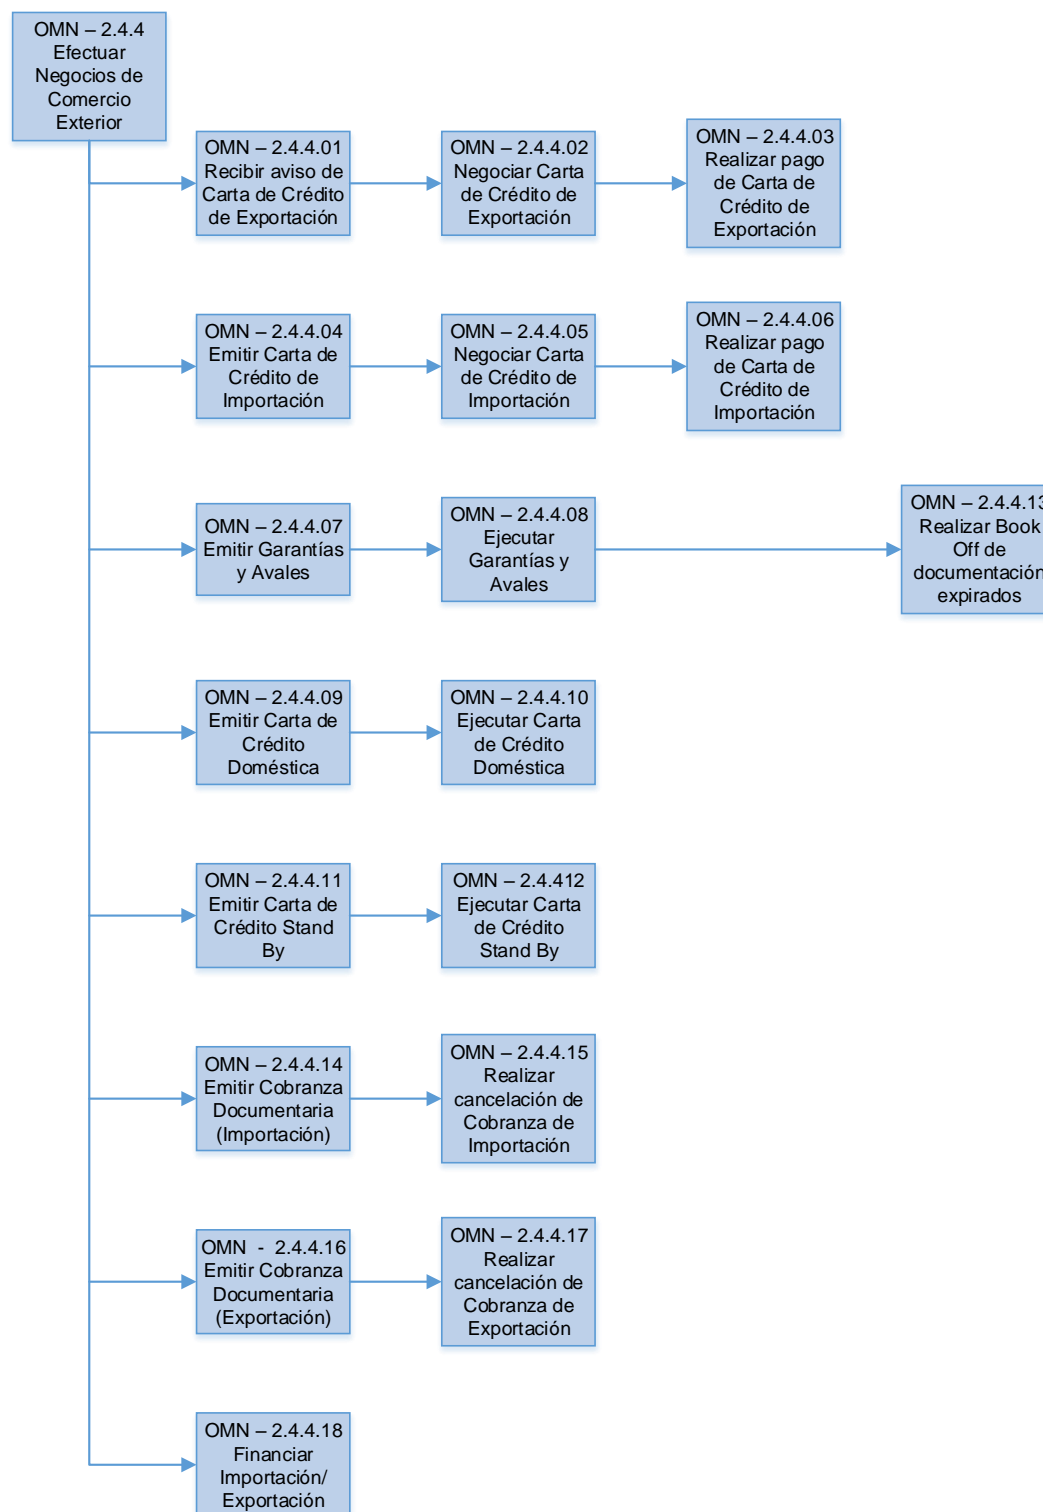 OMN – 2.4.4
Efectuar
Negocios de
Comercio
Exterior
OMN – 2.4.4.01
Recibir aviso de
Carta de Crédito
de Exportación
OMN – 2.4.4.02
Negociar Carta
de Crédito de
Exportación
OMN – 2.4.4.03
Realizar pago
de Carta de
Crédito de
Exportación
OMN – 2.4.4.04
Emitir Carta de
Crédito de
Importación
OMN – 2.4.4.05
Negociar Carta
de Crédito de
Importación
OMN – 2.4.4.06
Realizar pago
de Carta de
Crédito de
Importación
OMN – 2.4.4.07
Emitir Garantías
y Avales
OMN – 2.4.4.08
Ejecutar
Garantías y
Avales
OMN – 2.4.4.13
Realizar Book
Off de
documentación
expirados
OMN – 2.4.4.09
Emitir Carta de
Crédito
Doméstica
OMN – 2.4.4.10
Ejecutar Carta
de Crédito
Doméstica
OMN – 2.4.4.11
Emitir Carta de
Crédito Stand
By
OMN – 2.4.412
Ejecutar Carta
de Crédito
Stand By
OMN – 2.4.4.14
Emitir Cobranza
Documentaria
(Importación)
OMN – 2.4.4.15
Realizar
cancelación de
Cobranza de
Importación
OMN - 2.4.4.16
Emitir Cobranza
Documentaria
(Exportación)
OMN – 2.4.4.17
Realizar
cancelación de
Cobranza de
Exportación
OMN – 2.4.4.18
Financiar
Importación/
Exportación